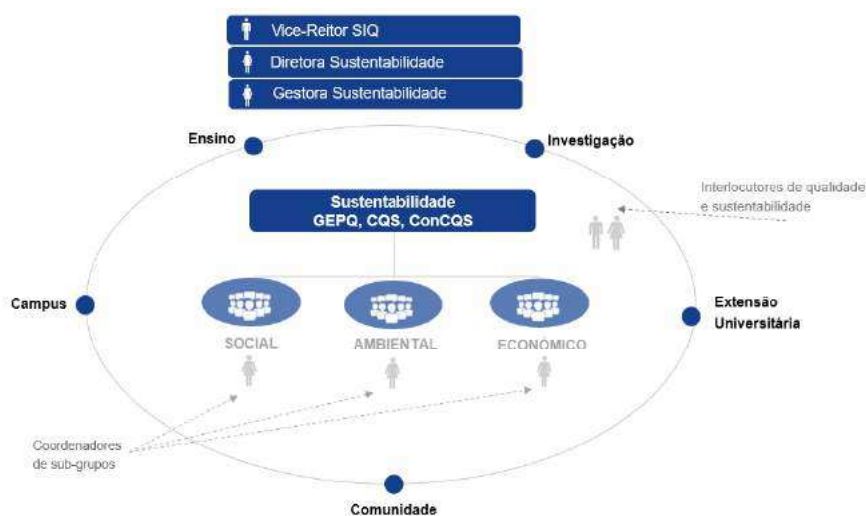 Vice-Reitor SIQ
Diretora Sustentabilidade
Gestora Sustentabilidade
Ensino
Investigação
Interlocutores de qualidade
e sustentabilidade
Sustentabilidade
GEPQ, CQS, ConCQS
Campus
Extensão
Universitária
SOCIAL
AMBIENTAL
ECONÓMICO
Coordenadores
de sub-grupos
Comunidade